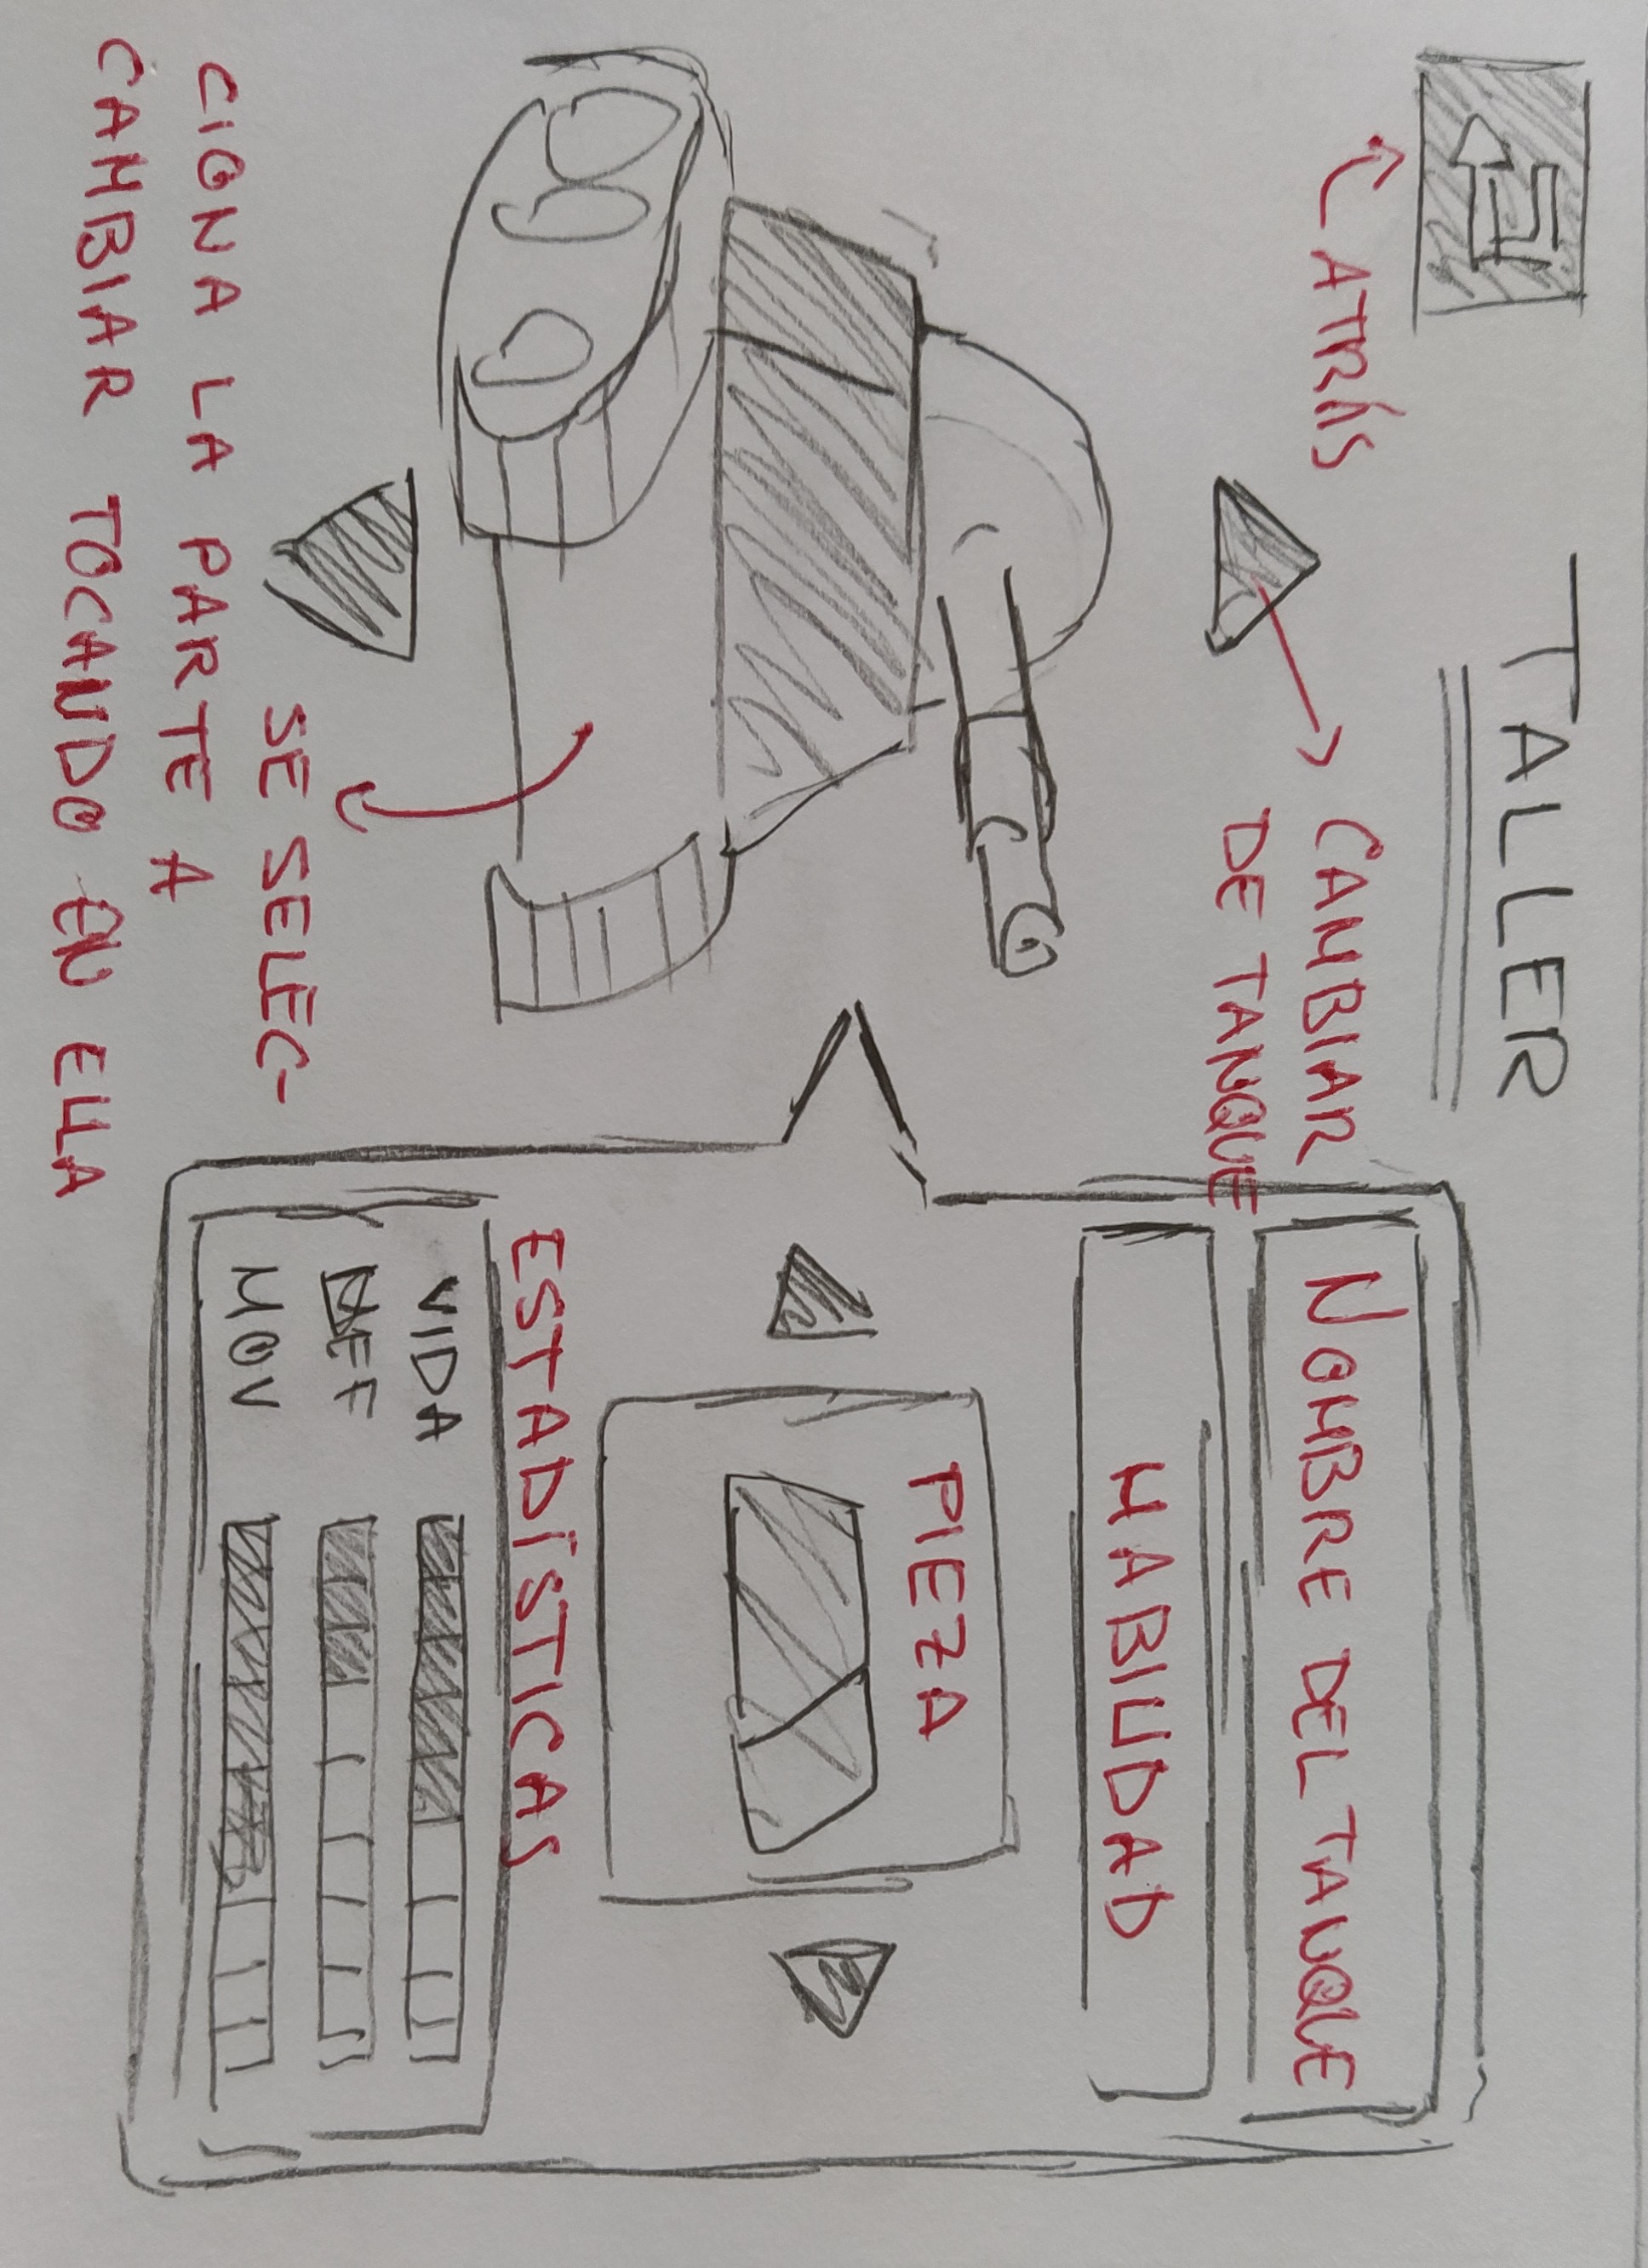 TALLER
ATRÁS
CAMBIAR
DE TANQUE
NOMBRE DEL TANQUE
HABILIDAD
PIEZA
ESTADÍSTICAS
VIDA
DEF
MOV
SE SELEC-
CIONA LA PARTE A
CAMBIAR TOCANDO EN ELLA